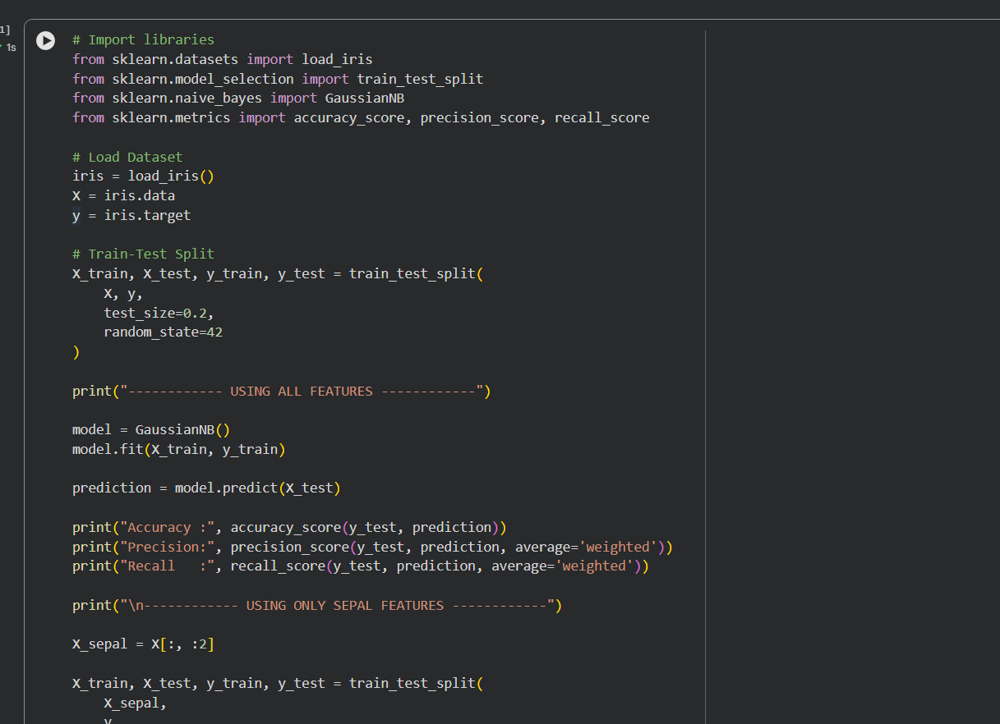 1]
1s
# Import libraries
from sklearn.datasets import load_iris
from sklearn.model_selection import train_test_split
from sklearn.naive_bayes import GaussianNB
from sklearn.metrics import accuracy_score, precision_score, recall_score

# Load Dataset
iris = load_iris()
X = iris.data
y = iris.target

# Train-Test Split
X_train, X_test, y_train, y_test = train_test_split(
    X, y,
    test_size=0.2,
    random_state=42
)

print("------------ USING ALL FEATURES ------------")

model = GaussianNB()
model.fit(X_train, y_train)

prediction = model.predict(X_test)

print("Accuracy :", accuracy_score(y_test, prediction))
print("Precision:", precision_score(y_test, prediction, average='weighted'))
print("Recall   :", recall_score(y_test, prediction, average='weighted'))

print("\n------------ USING ONLY SEPAL FEATURES ------------")

X_sepal = X[:, :2]

X_train, X_test, y_train, y_test = train_test_split(
    X_sepal,